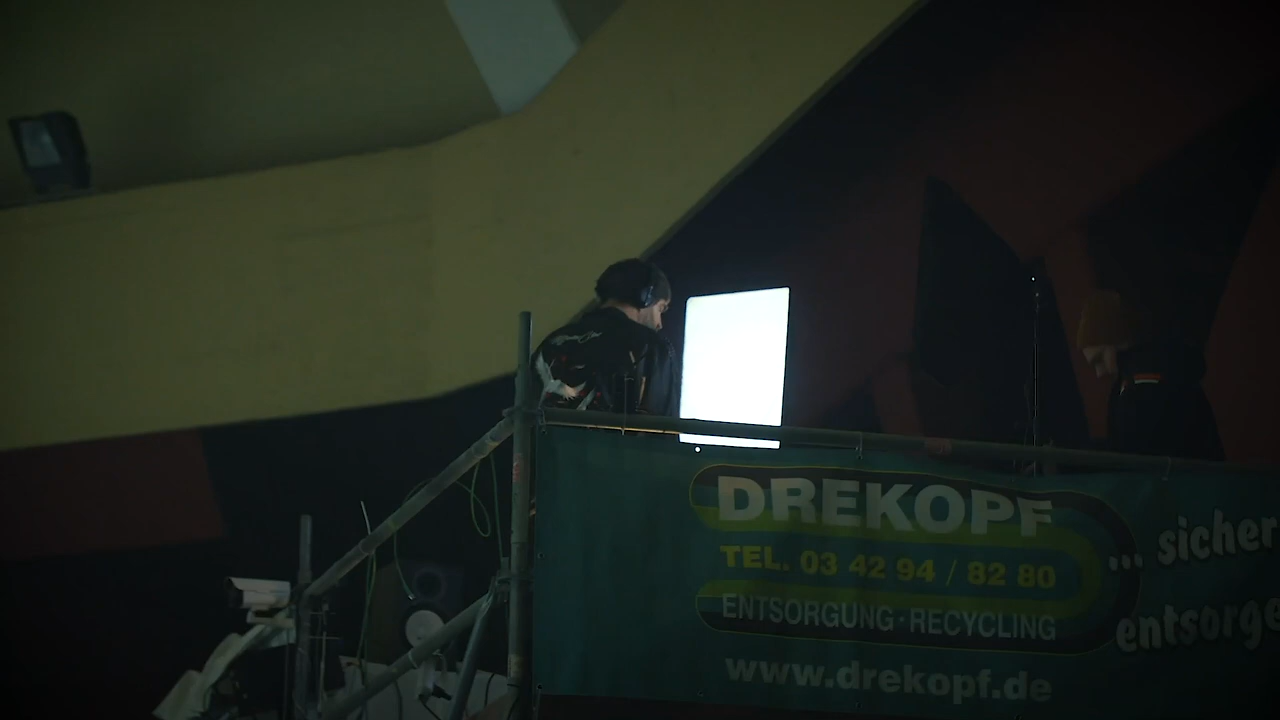 DREKOPF
TEL. 03 42 94 / 82 80
ENTSORGUNG·RECYCLING
www.drekopf.de
... sicher
entsorge